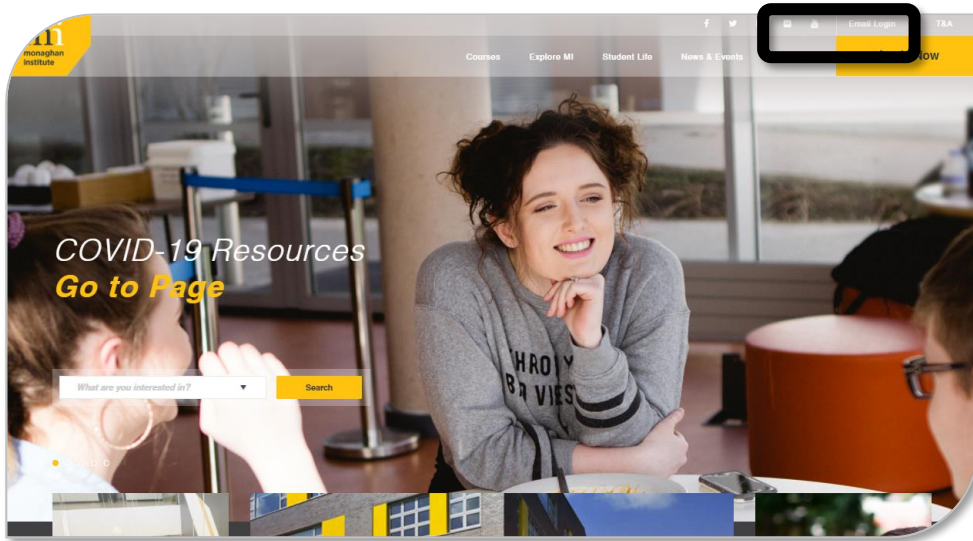 Email Login
T&A
monaghan
institute
Courses
Explore MI
Student Life
News & Events
Now
COVID-19 Resources
Go to Page
What are you interested in?
Search